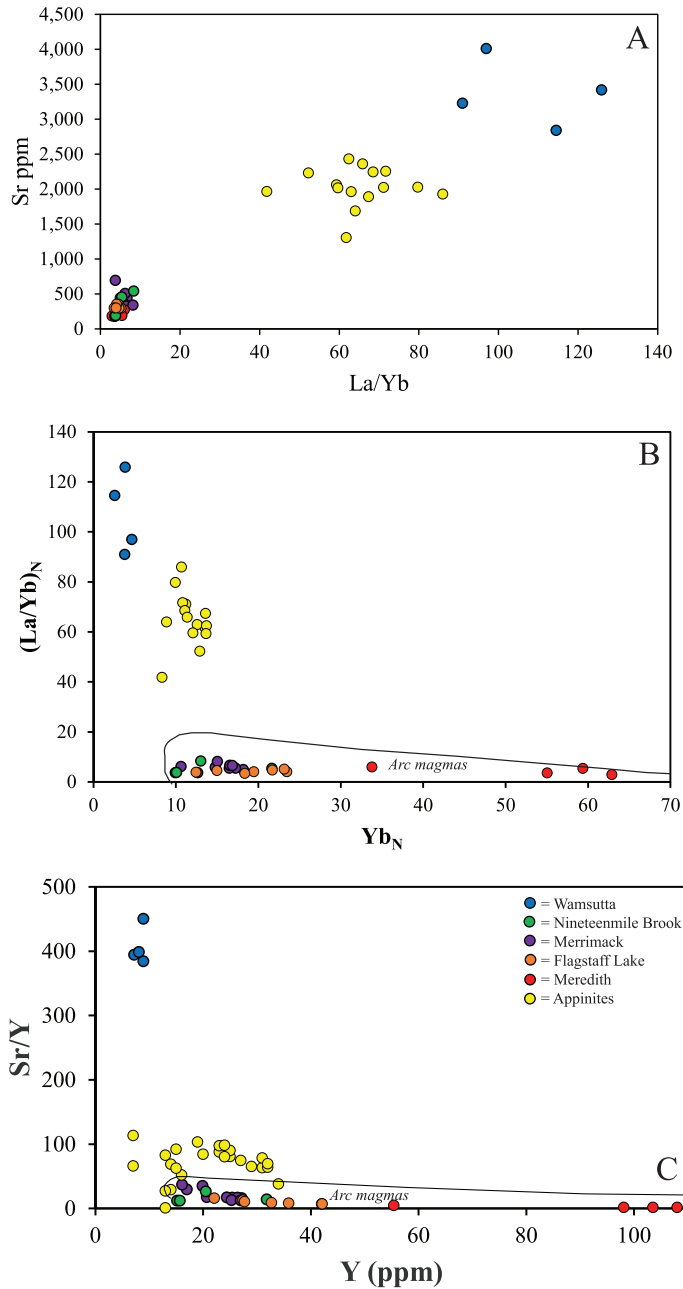 A
4,500
4,000
3,500
3,000
2,500
2,000
1,500
1,000
500
0
Sr ppm
0 20 40 60 80 100 120 140
La/Yb
B
140
120
100
80
60
40
20
0
(La/Yb)N
Arc magmas
0 10 20 30 40 50 60 70
YbN
500
400
300
200
100
0
Sr/Y
= Wamsutta
= Nineteenmile Brook
= Merrimack
= Flagstaff Lake
= Meredith
= Appinites
C
Arc magmas
0 20 40 60 80 100
Y (ppm)